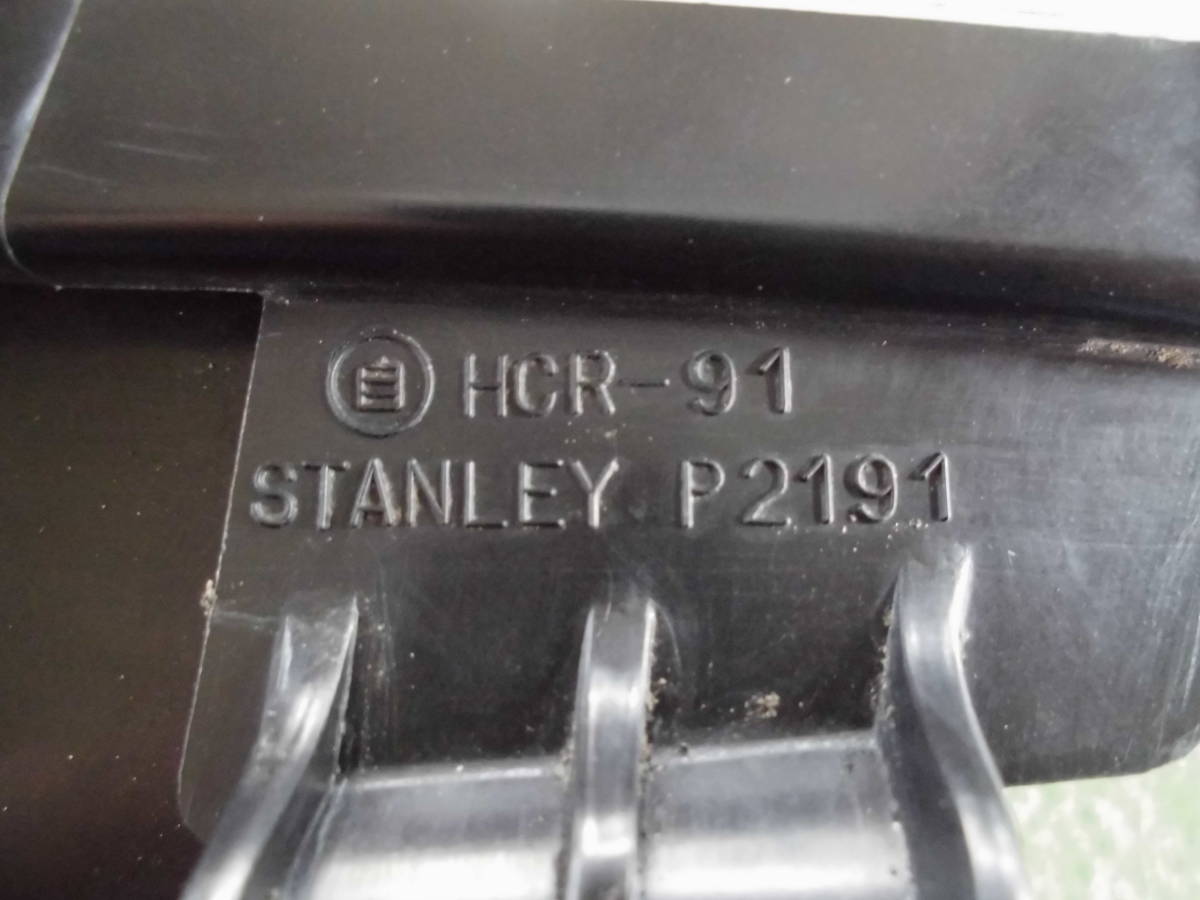 自 HCR-91
STANLEY P2191